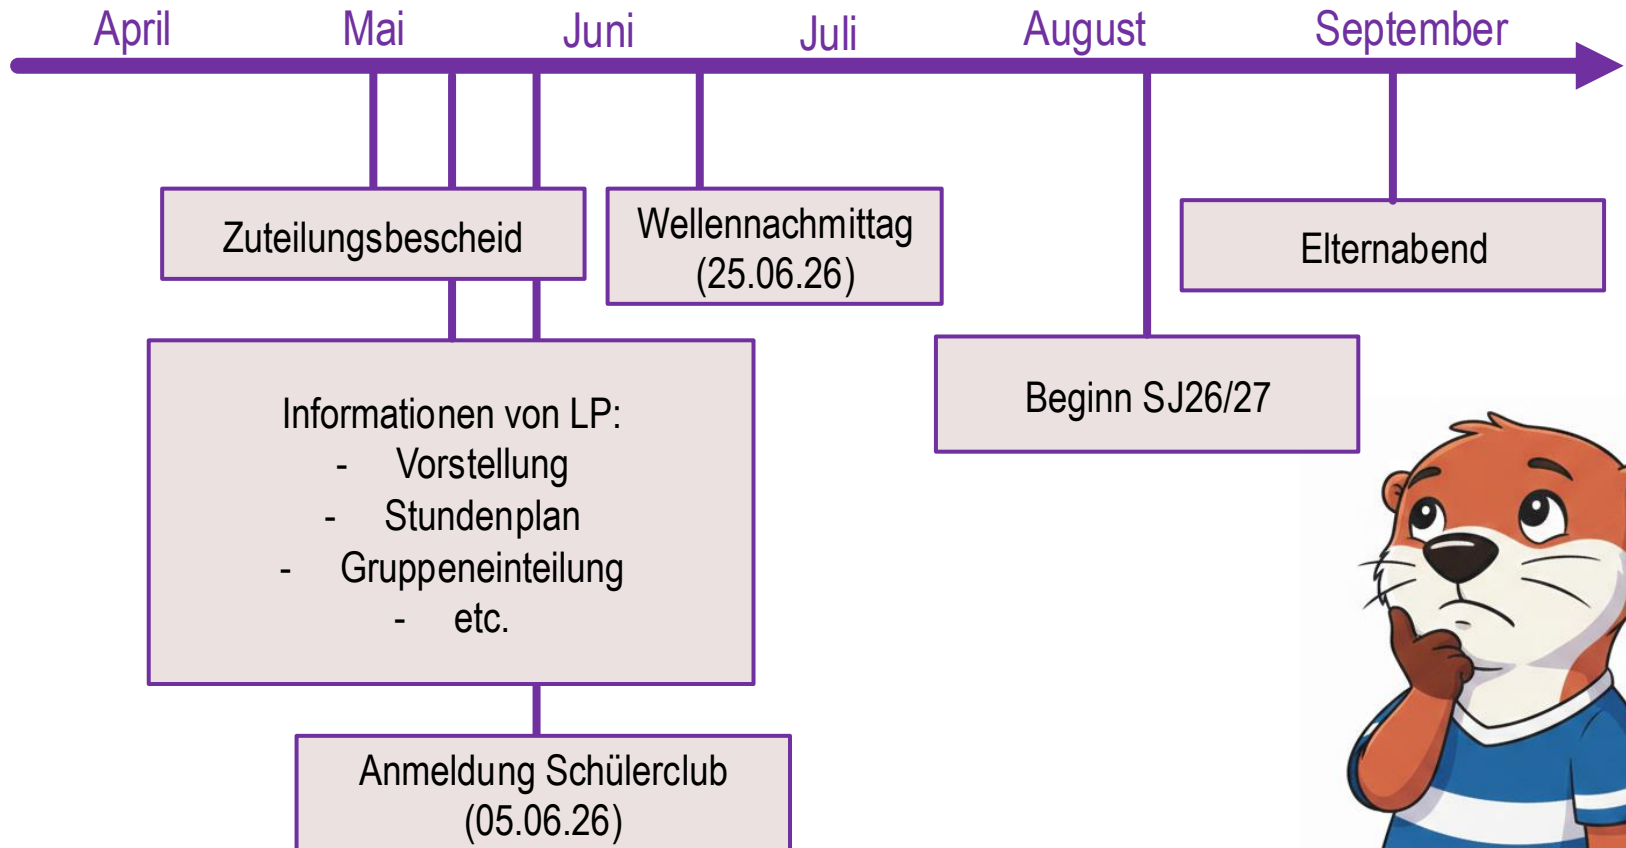 April Mai Juni Juli August September
Zuteilungsbescheid
Wellennachmittag
(25.06.26)
Elternabend
Informationen von LP:
- Vorstellung
- Stundenplan
- Gruppeneinteilung
- etc.
Beginn SJ26/27
Anmeldung Schülerclub
(05.06.26)